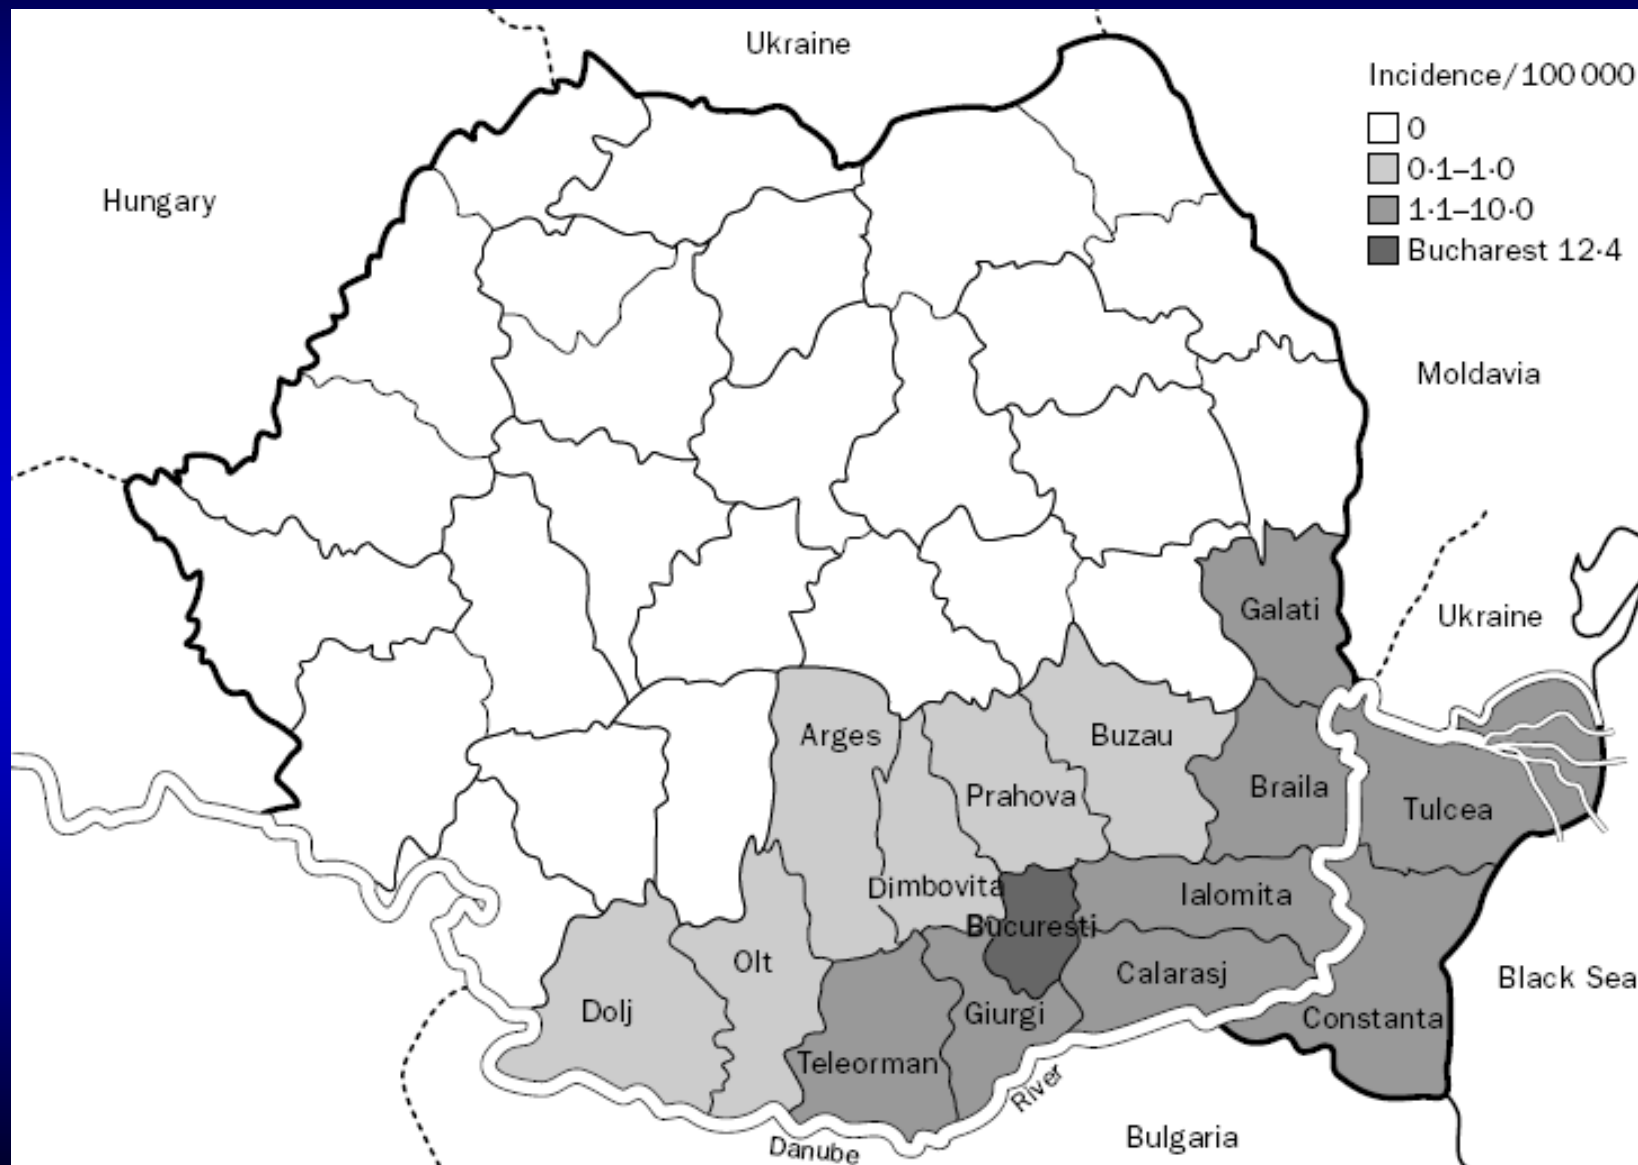 Ukraine
Incidence/100 000
0
0·1–1·0
1·1–10·0
Bucharest 12·4
Hungary
Moldavia
Galati
Ukraine
Arges
Buzau
Prahova
Braila
Tulcea
Dimbovita
Ialomita
Bucuresti
Olt
Calarasj
Black Sea
Dolj
Giurgi
Constanta
Teleorman
River
Danube
Bulgaria